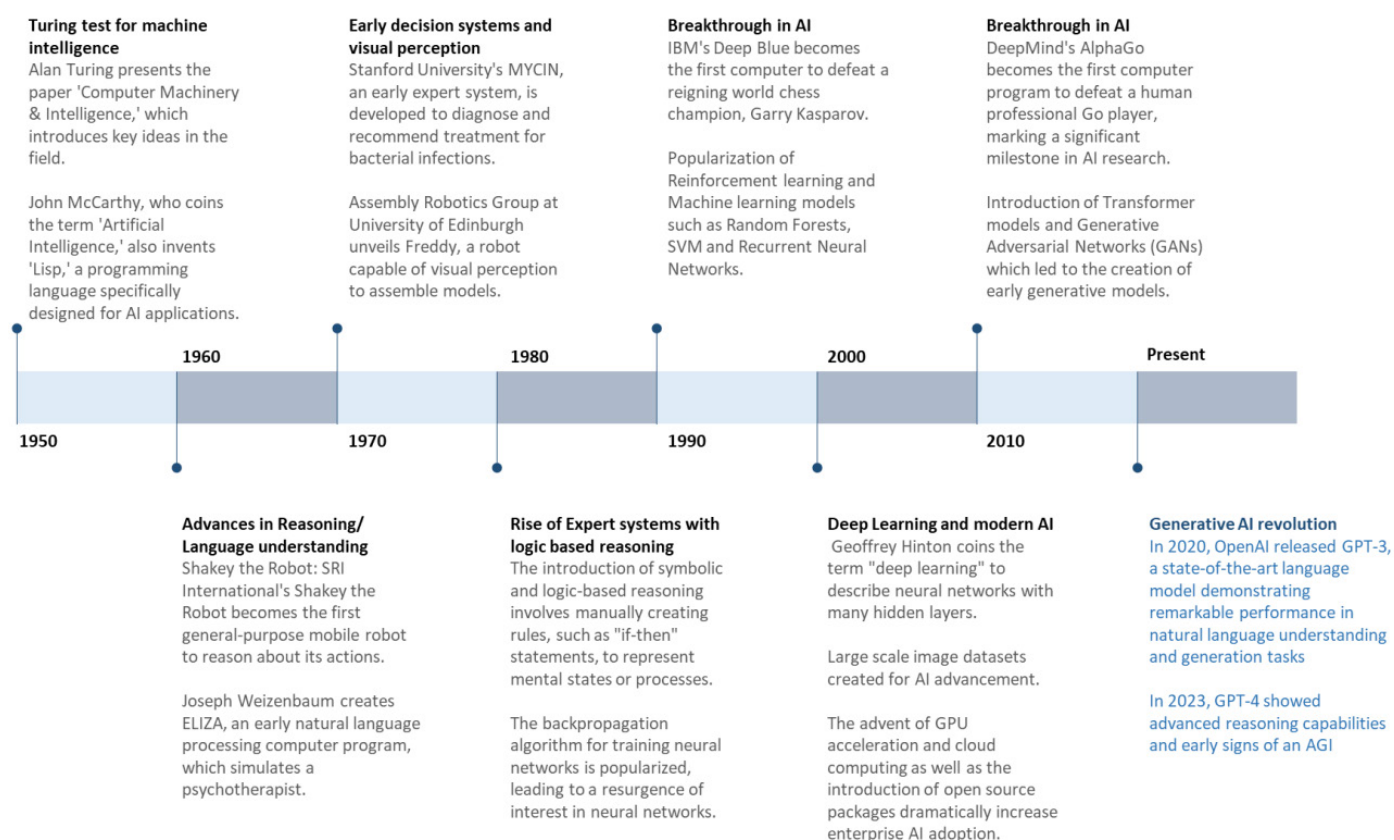 Turing test for machine
intelligence
Alan Turing presents the
paper 'Computer Machinery
& Intelligence,' which
introduces key ideas in the
field.
John McCarthy, who coins
the term 'Artificial
Intelligence,' also invents
'Lisp,' a programming
language specifically
designed for AI applications.
Early decision systems and
visual perception
Stanford University's MYCIN,
an early expert system, is
developed to diagnose and
recommend treatment for
bacterial infections.
Assembly Robotics Group at
University of Edinburgh
unveils Freddy, a robot
capable of visual perception
to assemble models.
Breakthrough in AI
IBM's Deep Blue becomes
the first computer to defeat a
reigning world chess
champion, Garry Kasparov.
Popularization of
Reinforcement learning and
Machine learning models
such as Random Forests,
SVM and Recurrent Neural
Networks.
Breakthrough in AI
DeepMind's AlphaGo
becomes the first computer
program to defeat a human
professional Go player,
marking a significant
milestone in AI research.
Introduction of Transformer
models and Generative
Adversarial Networks (GANs)
which led to the creation of
early generative models.
1960
1980
2000
Present
1950
1970
1990
2010
Advances in Reasoning/
Language understanding
Shakey the Robot: SRI
International's Shakey the
Robot becomes the first
general-purpose mobile robot
to reason about its actions.
Joseph Weizenbaum creates
ELIZA, an early natural language
processing computer program,
which simulates a
psychotherapist.
Rise of Expert systems with
logic based reasoning
The introduction of symbolic
and logic-based reasoning
involves manually creating
rules, such as "if-then"
statements, to represent
mental states or processes.
The backpropagation
algorithm for training neural
networks is popularized,
leading to a resurgence of
interest in neural networks.
Deep Learning and modern AI
Geoffrey Hinton coins the
term "deep learning" to
describe neural networks with
many hidden layers.
Large scale image datasets
created for AI advancement.
The advent of GPU
acceleration and cloud
computing as well as the
introduction of open source
packages dramatically increase
enterprise AI adoption.
Generative AI revolution
In 2020, OpenAI released GPT-3,
a state-of-the-art language
model demonstrating
remarkable performance in
natural language understanding
and generation tasks
In 2023, GPT-4 showed
advanced reasoning capabilities
and early signs of an AGI